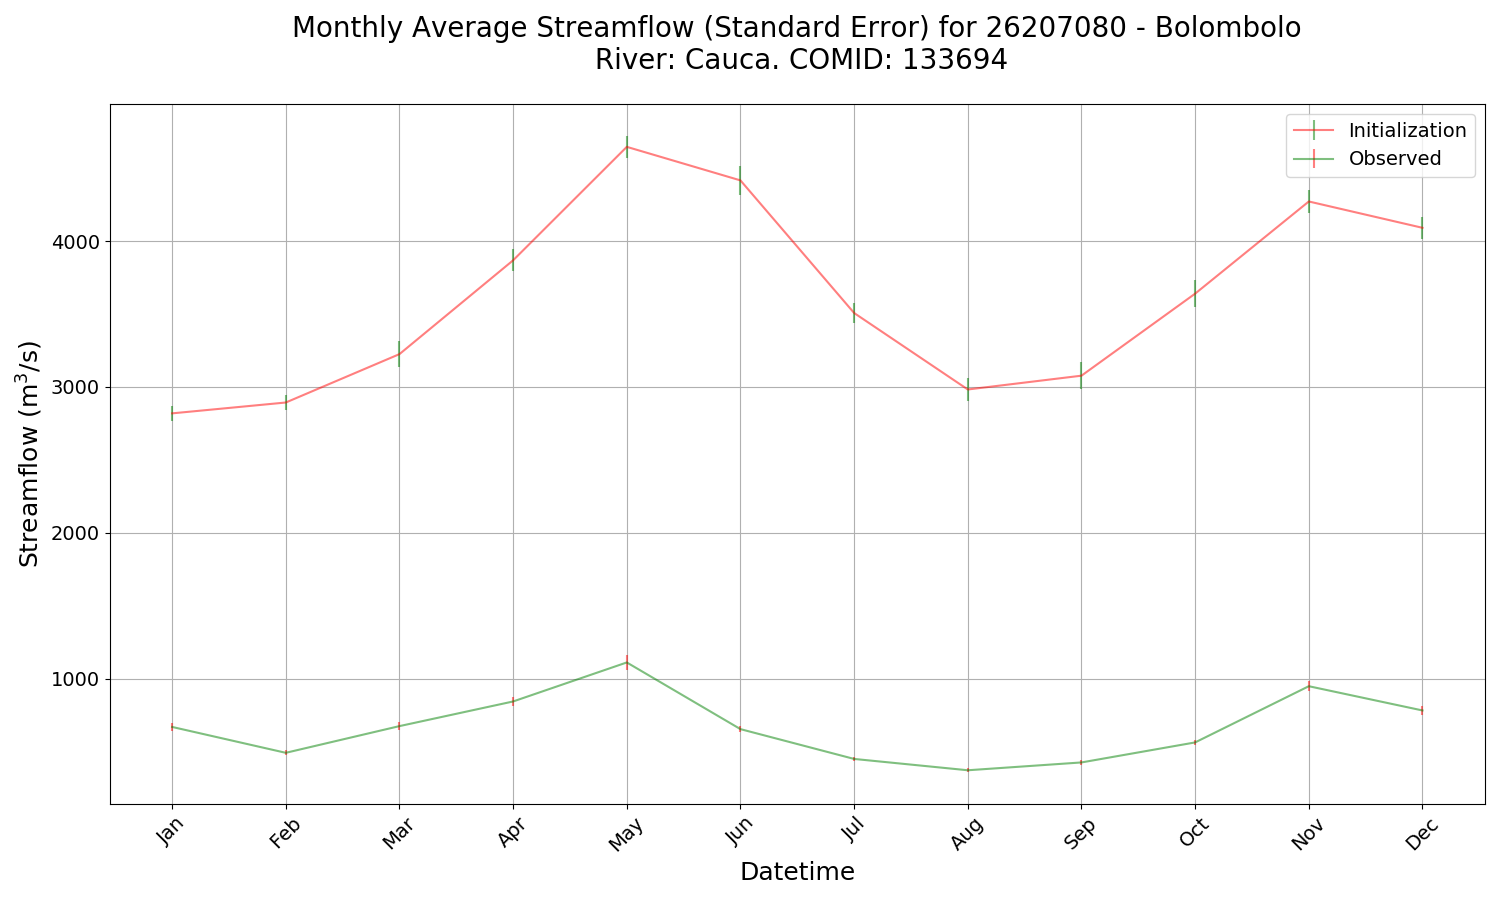 Monthly Average Streamflow (Standard Error) for 26207080 - Bolombolo
River: Cauca. COMID: 133694
Initialization
Observed
Streamflow (m³/s)
4000
3000
2000
1000
Jan
Feb
Mar
Apr
May
Jun
Jul
Aug
Sep
Oct
Nov
Dec
Datetime